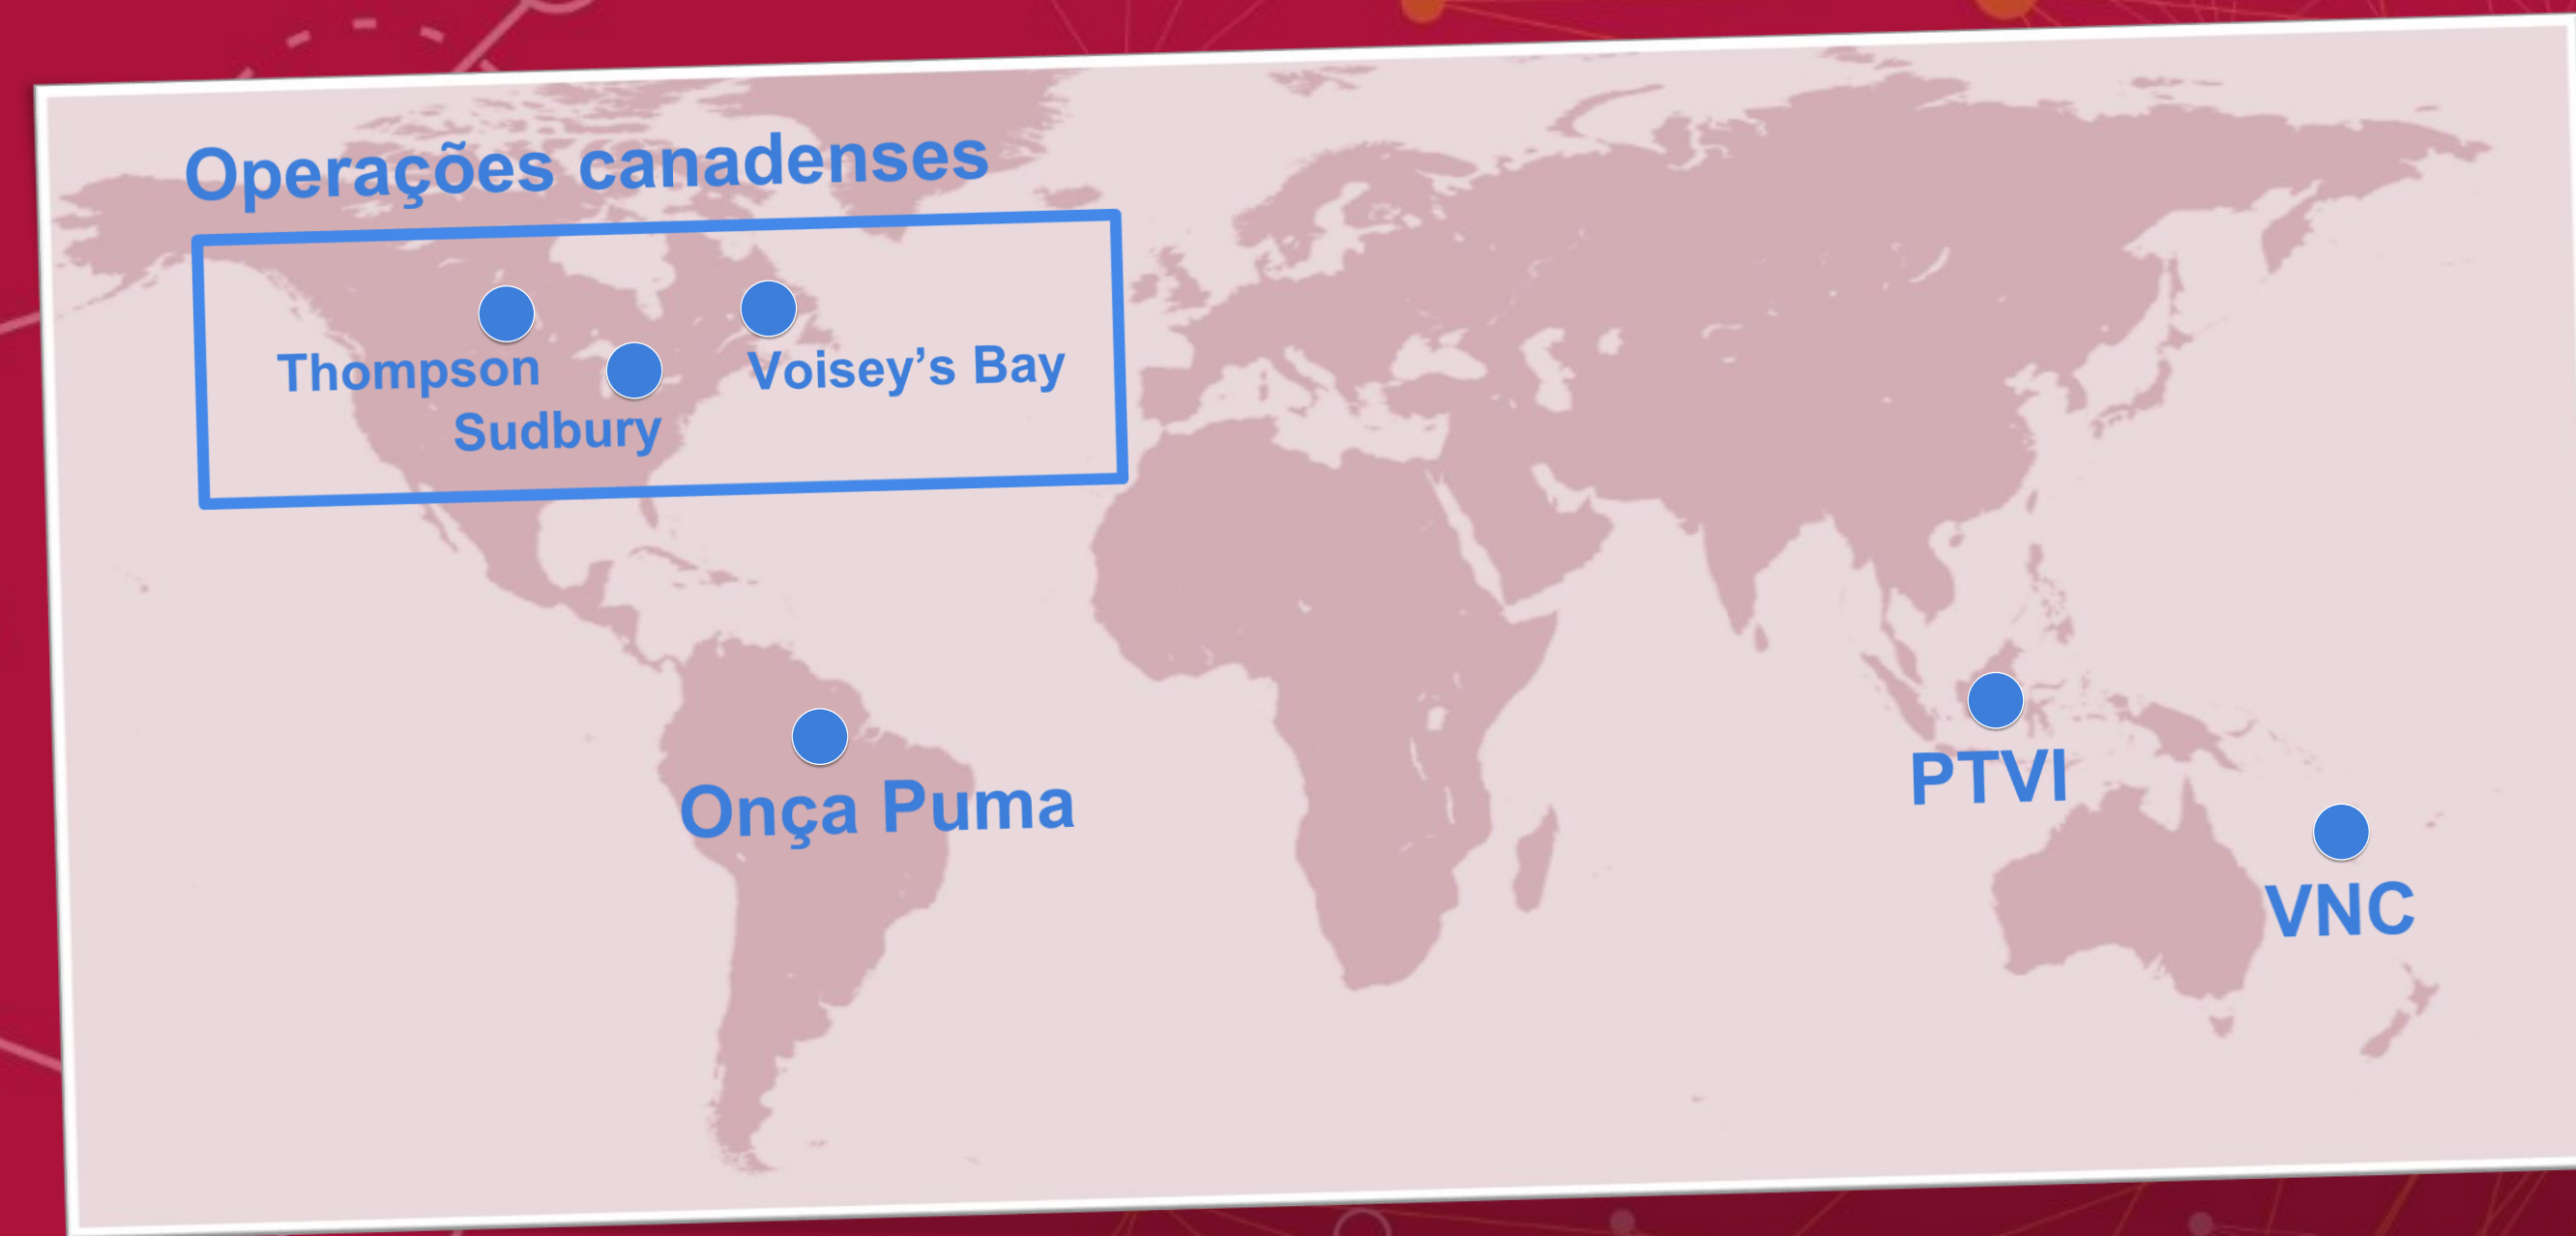 Operações canadenses
Thompson
Voisey’s Bay
Sudbury
Onça Puma
PTVI
VNC